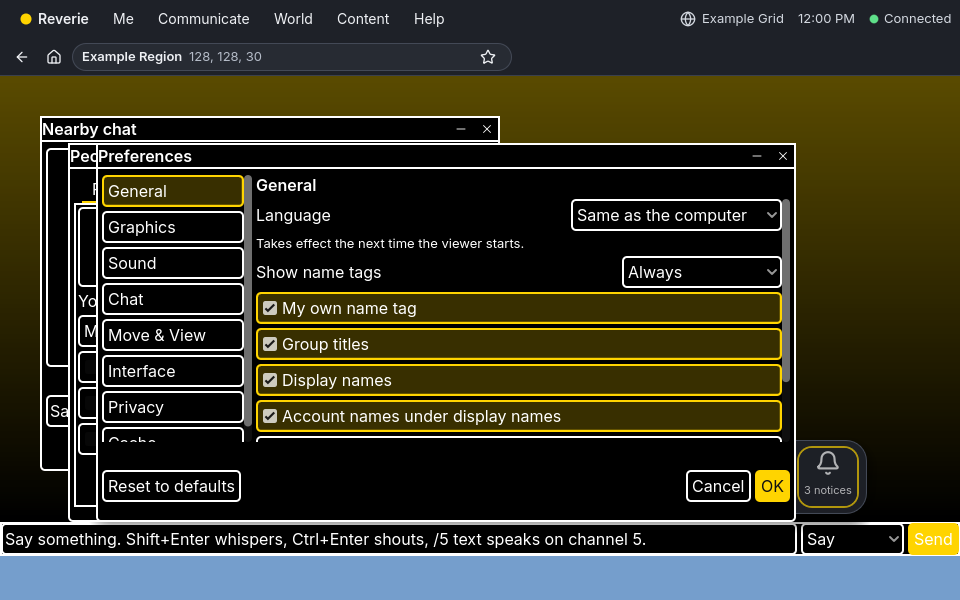 Reverie Me Communicate World Content Help Example Grid 12:00 PM Connected
Example Region 128, 128, 30
Nearby chat
Preferences
General
General
Language Same as the computer
Graphics
Takes effect the next time the viewer starts.
Sound
Show name tags Always
Chat
My own name tag
Move & View
Group titles
Interface
Display names
Privacy
Account names under display names
Reset to defaults Cancel OK
3 notices
Say something. Shift+Enter whispers, Ctrl+Enter shouts, /5 text speaks on channel 5. Say Send